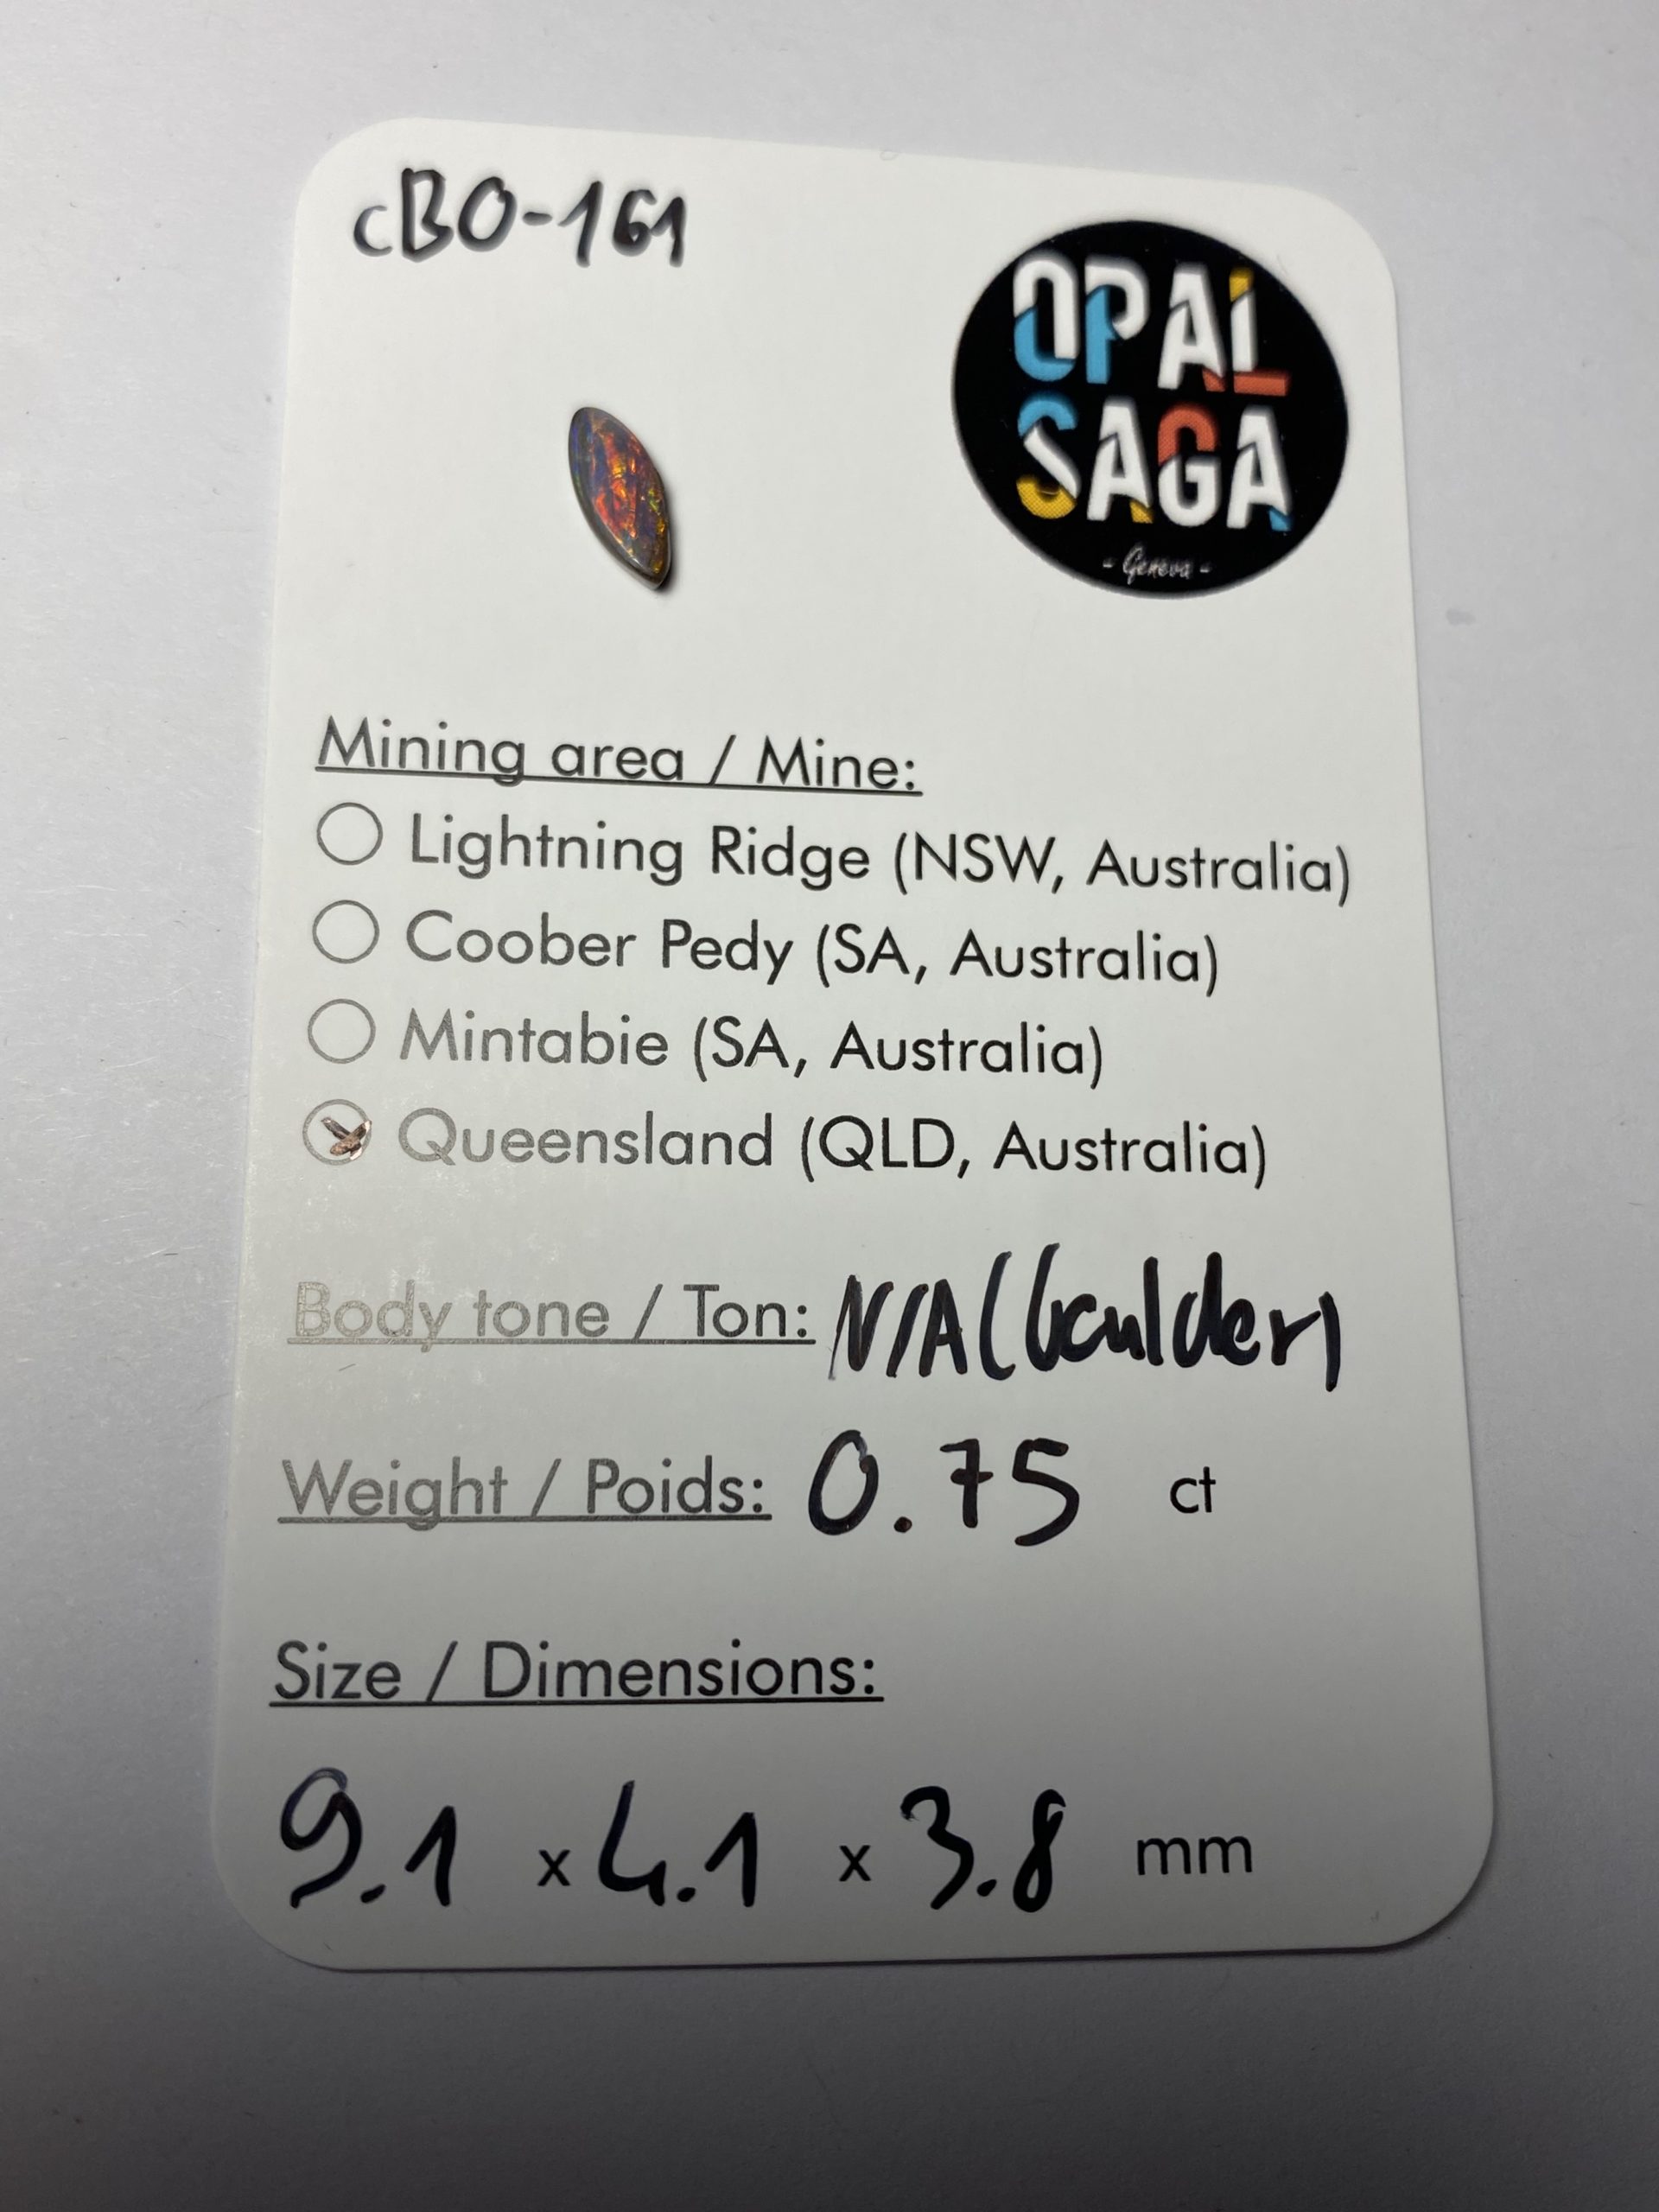 cBO-161
OPAL
SAGA
- Geneva -
Mining area / Mine:
Lightning Ridge (NSW, Australia)
Coober Pedy (SA, Australia)
Mintabie (SA, Australia)
Queensland (QLD, Australia)
Body tone / Ton: N/A (boulder)
Weight / Poids: 0.75 ct
Size / Dimensions:
9.1 x 4.1 x 3.8 mm